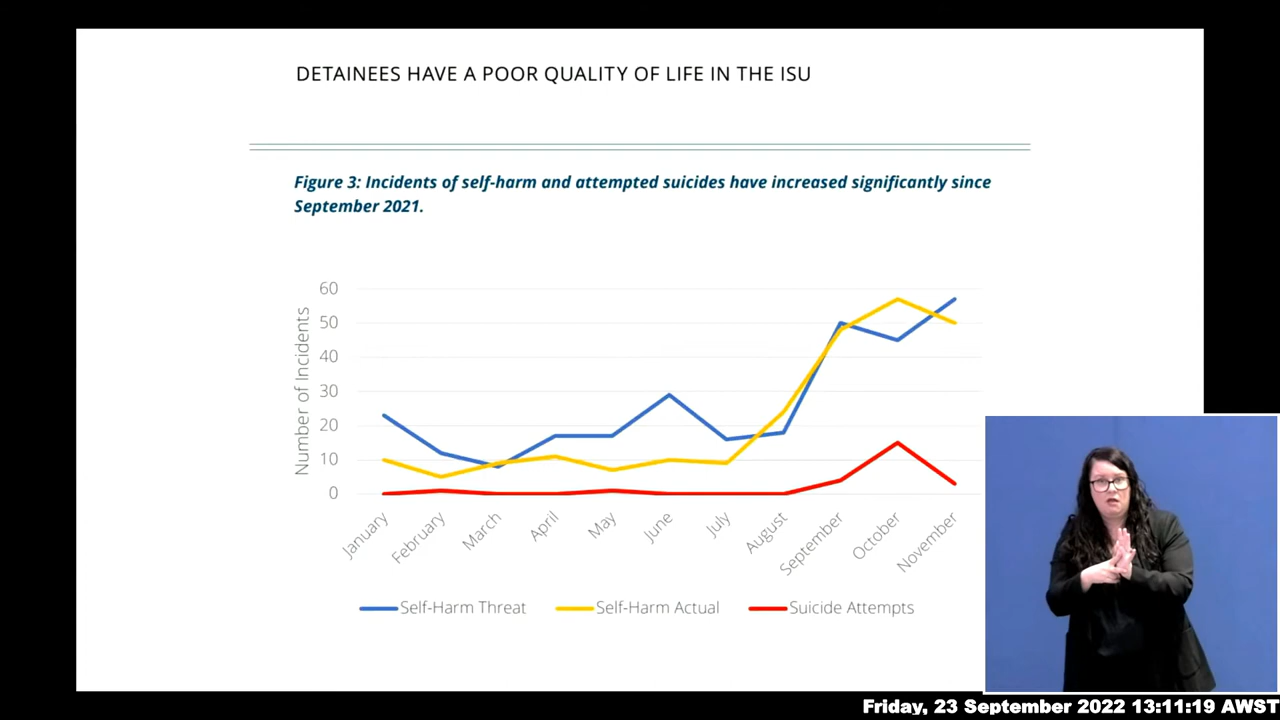 DETAINEES HAVE A POOR QUALITY OF LIFE IN THE ISU
Figure 3: Incidents of self-harm and attempted suicides have increased significantly since
September 2021.
Number of Incidents
60
50
40
30
20
10
0
January
February
March
April
May
June
July
August
September
October
November
Self-Harm Threat
Self-Harm Actual
Suicide Attempts
Friday, 23 September 2022 13:11:19 AWST